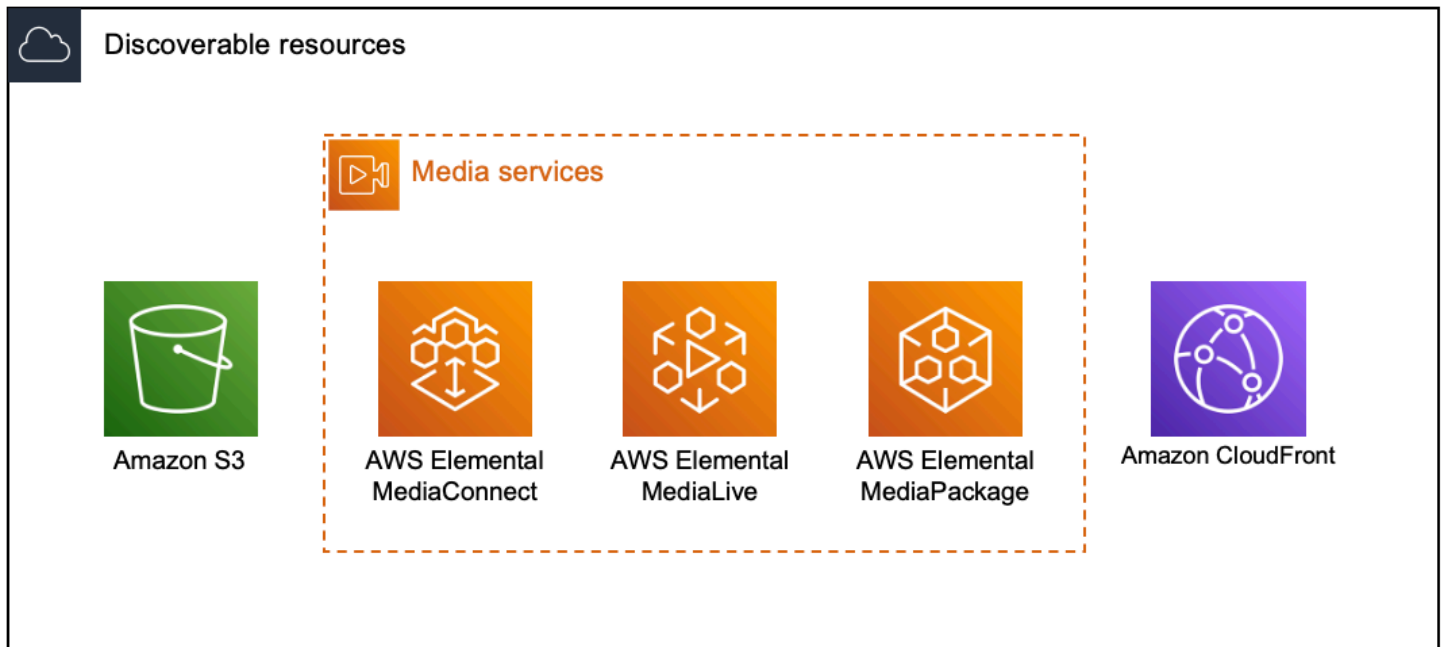 Discoverable resources
Media services
Amazon S3
AWS Elemental
MediaConnect
AWS Elemental
MediaLive
AWS Elemental
MediaPackage
Amazon CloudFront